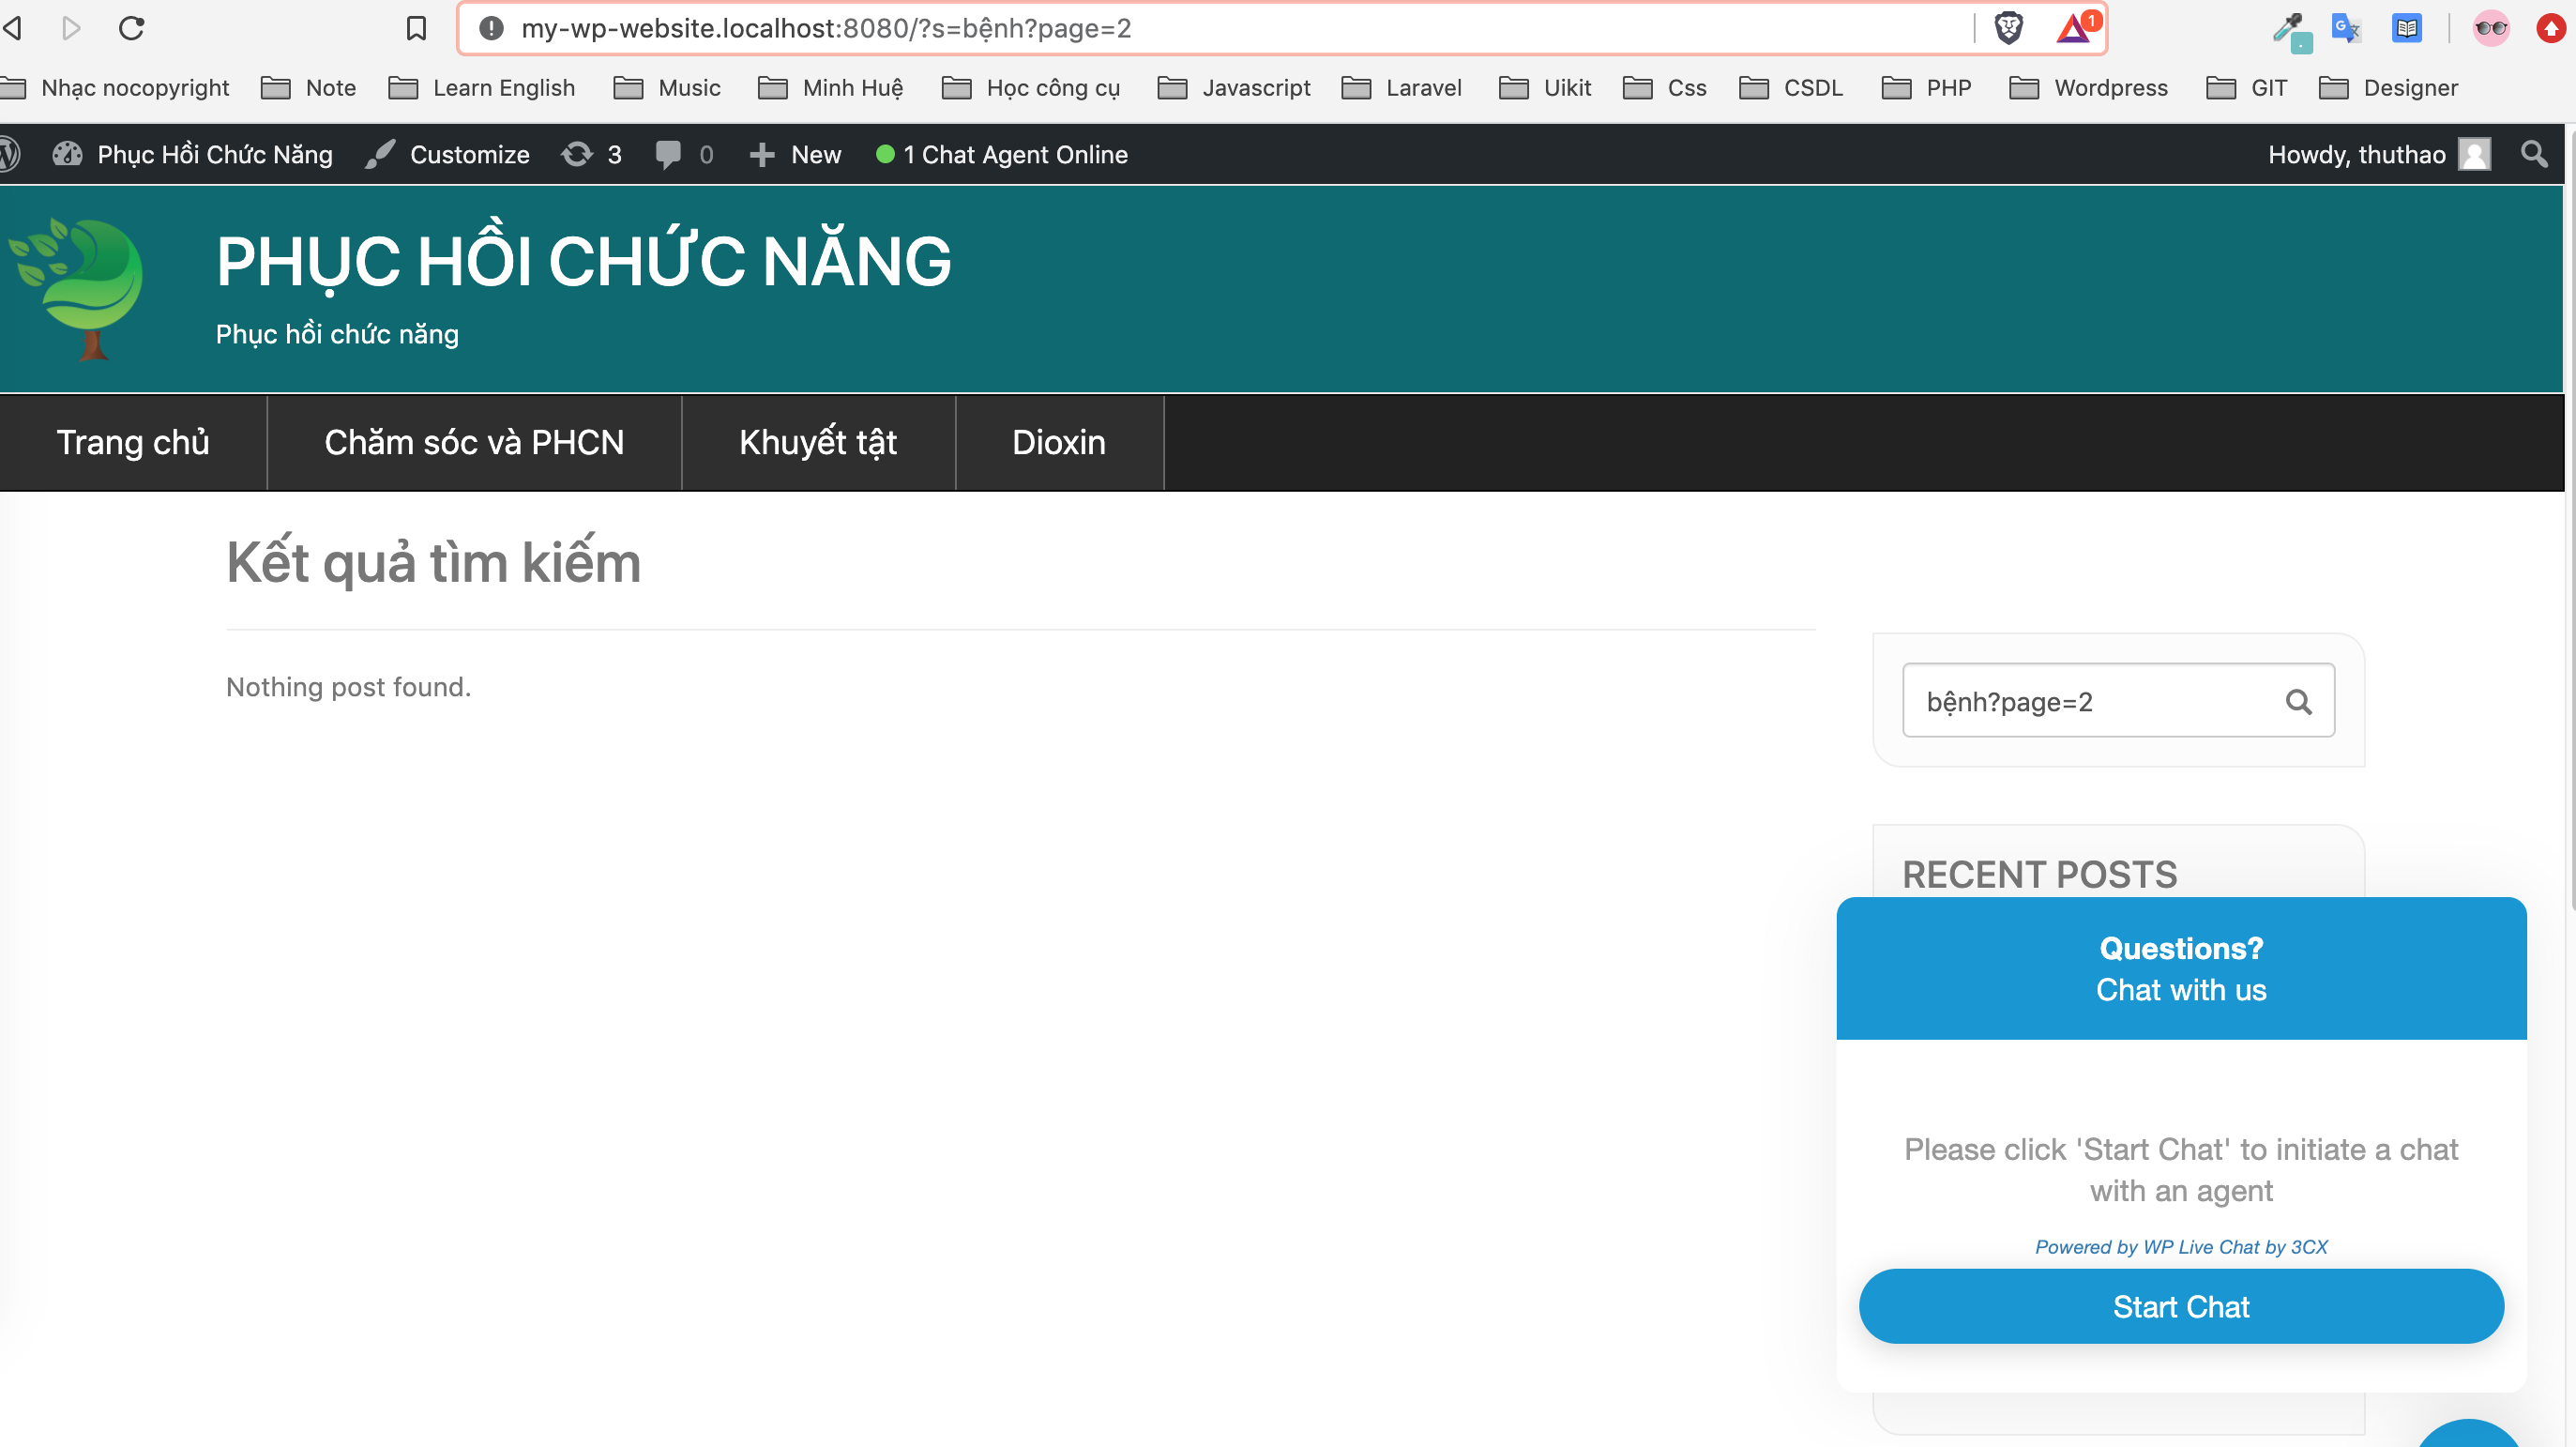 my-wp-website.localhost:8080/?s=bệnh?page=2
1
Nhạc nocopyright
Note
Learn English
Music
Minh Huệ
Học công cụ
Javascript
Laravel
Uikit
Css
CSDL
PHP
Wordpress
GIT
Designer
Phục Hồi Chức Năng
Customize
3
0
New
1 Chat Agent Online
Howdy, thuthao
PHỤC HỒI CHỨC NĂNG
Phục hồi chức năng
Trang chủ
Chăm sóc và PHCN
Khuyết tật
Dioxin
Kết quả tìm kiếm
Nothing post found.
bệnh?page=2
RECENT POSTS
Questions?
Chat with us
Please click 'Start Chat' to initiate a chat
with an agent
Powered by WP Live Chat by 3CX
Start Chat